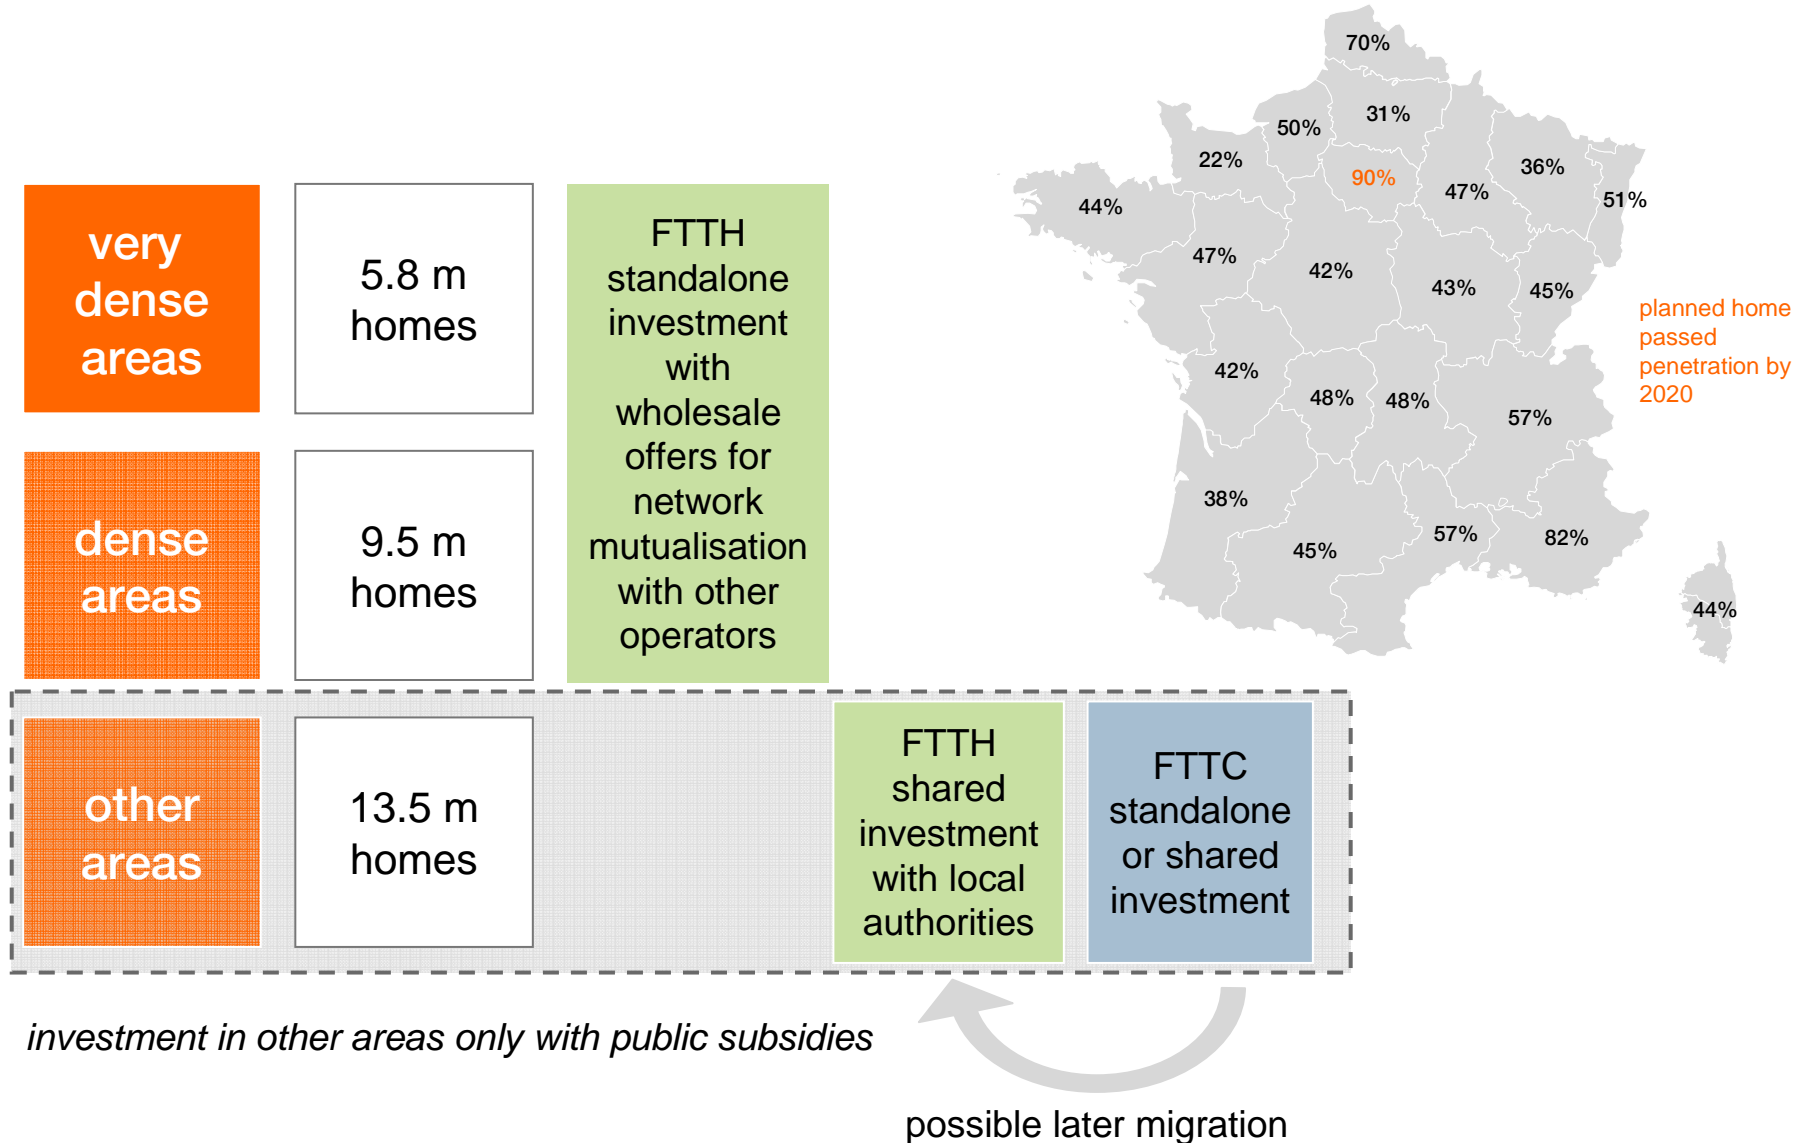 very
dense
areas
5.8 m
homes
FTTH
standalone
investment
with
wholesale
offers for
network
mutualisation
with other
operators
dense
areas
9.5 m
homes
other
areas
13.5 m
homes
FTTH
shared
investment
with local
authorities
FTTC
standalone
or shared
investment
investment in other areas only with public subsidies
possible later migration
70%
31%
50%
22%
90%
36%
47%
51%
44%
47%
42%
43%
45%
42%
48%
48%
57%
38%
45%
57%
82%
44%
planned home
passed
penetration by
2020